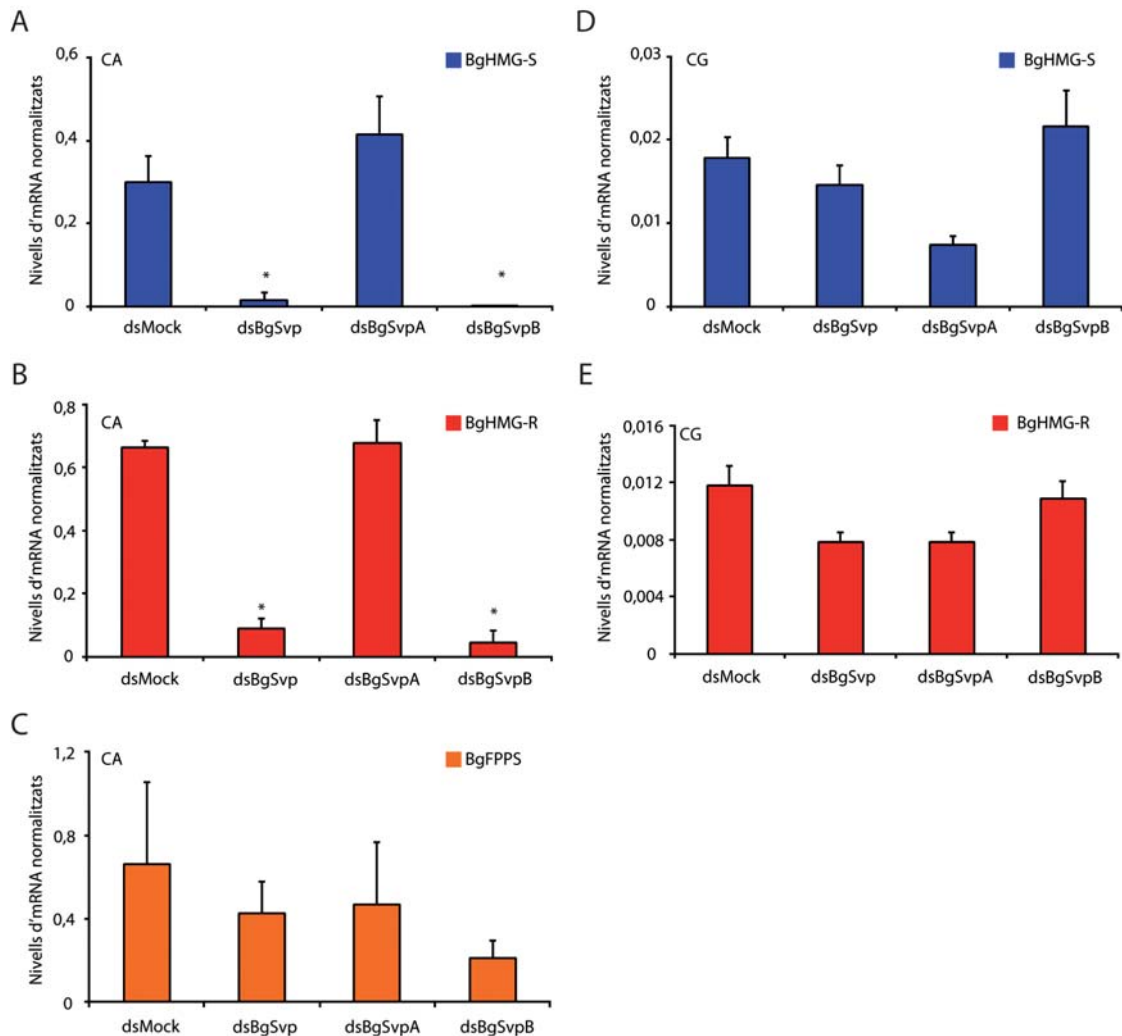 A
CA
BgHMG-S
Nivells d'mRNA normalitzats
0,6
0,4
0,2
0
*
*
dsMock dsBgSvp dsBgSvpA dsBgSvpB
D
CG
BgHMG-S
Nivells d'mRNA normalitzats
0,03
0,02
0,01
0
dsMock dsBgSvp dsBgSvpA dsBgSvpB
B
CA
BgHMG-R
Nivells d'mRNA normalitzats
0,8
0,6
0,4
0,2
0
*
*
dsMock dsBgSvp dsBgSvpA dsBgSvpB
E
CG
BgHMG-R
Nivells d'mRNA normalitzats
0,016
0,012
0,008
0,004
0
dsMock dsBgSvp dsBgSvpA dsBgSvpB
C
CA
BgFPPS
Nivells d'mRNA normalitzats
1,2
0,8
0,4
0
dsMock dsBgSvp dsBgSvpA dsBgSvpB